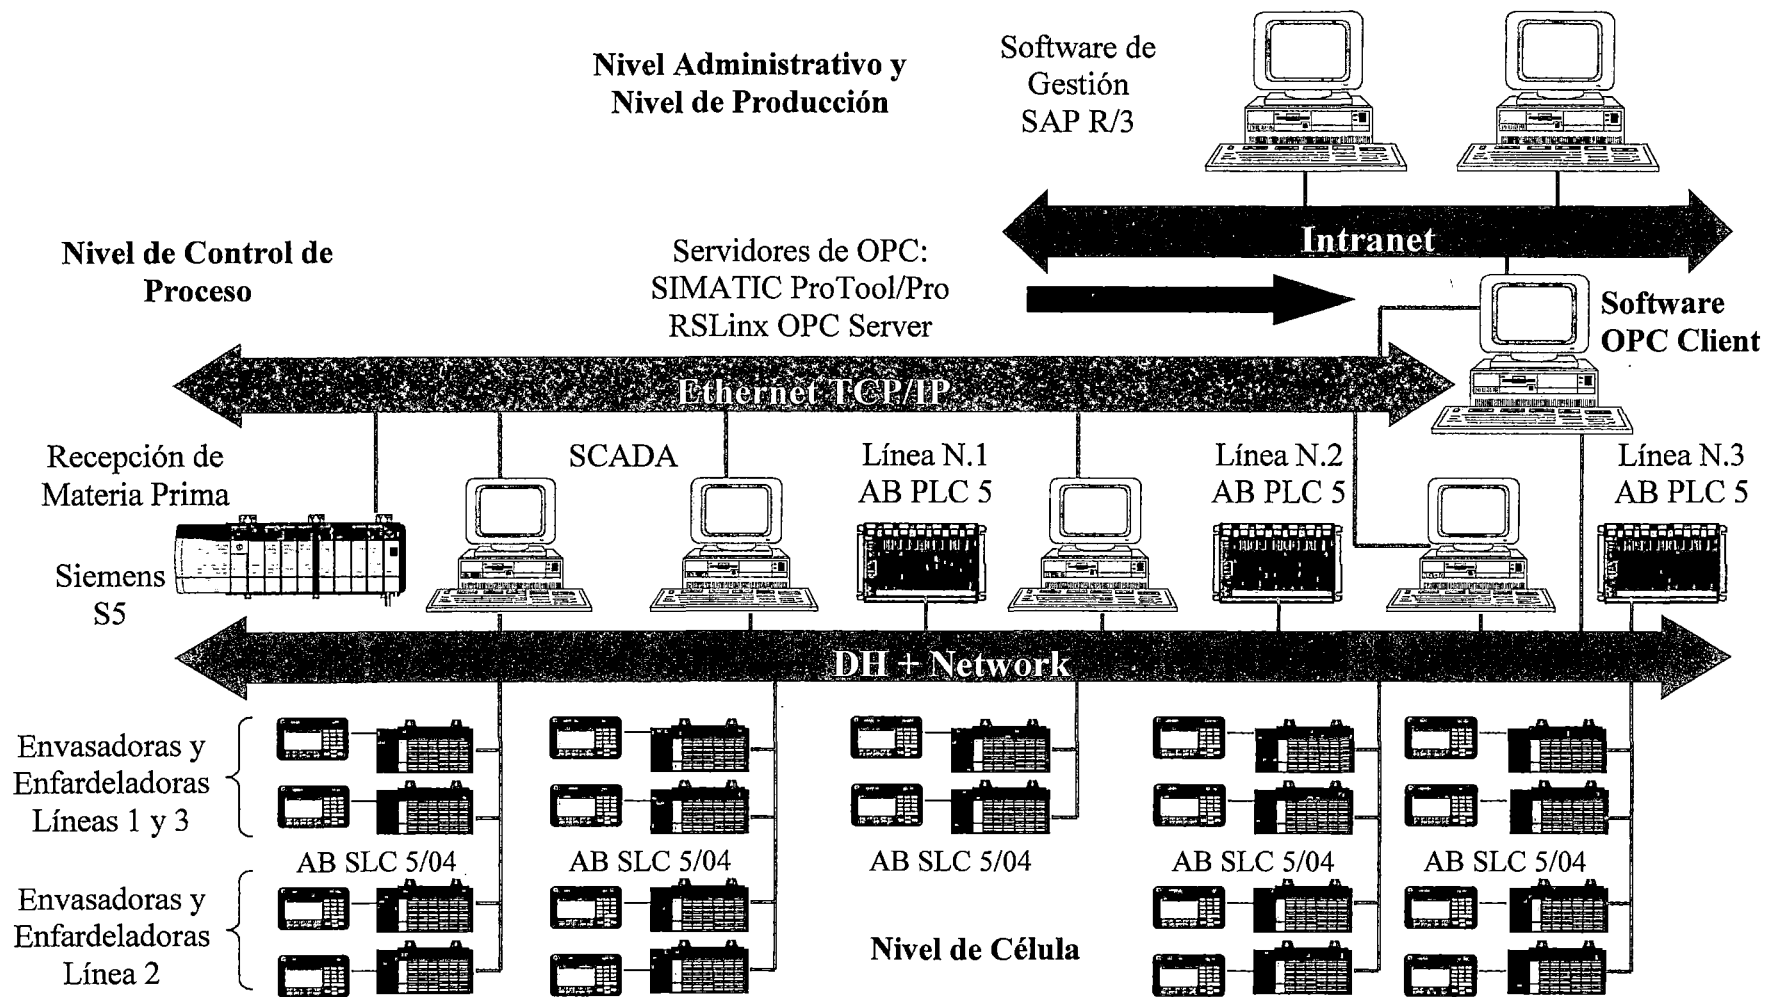 Nivel Administrativo y
Nivel de Producción
Software de
Gestión
SAP R/3
Intranet
Nivel de Control de
Proceso
Servidores de OPC:
SIMATIC ProTool/Pro
RSLinx OPC Server
Software
OPC Client
Ethernet TCP/IP
Recepción de
Materia Prima
Siemens
S5
SCADA
Línea N.1
AB PLC 5
Línea N.2
AB PLC 5
Línea N.3
AB PLC 5
DH + Network
Envasadoras y
Enfardeladoras
Líneas 1 y 3
AB SLC 5/04
AB SLC 5/04
AB SLC 5/04
AB SLC 5/04
AB SLC 5/04
Envasadoras y
Enfardeladoras
Línea 2
Nivel de Célula